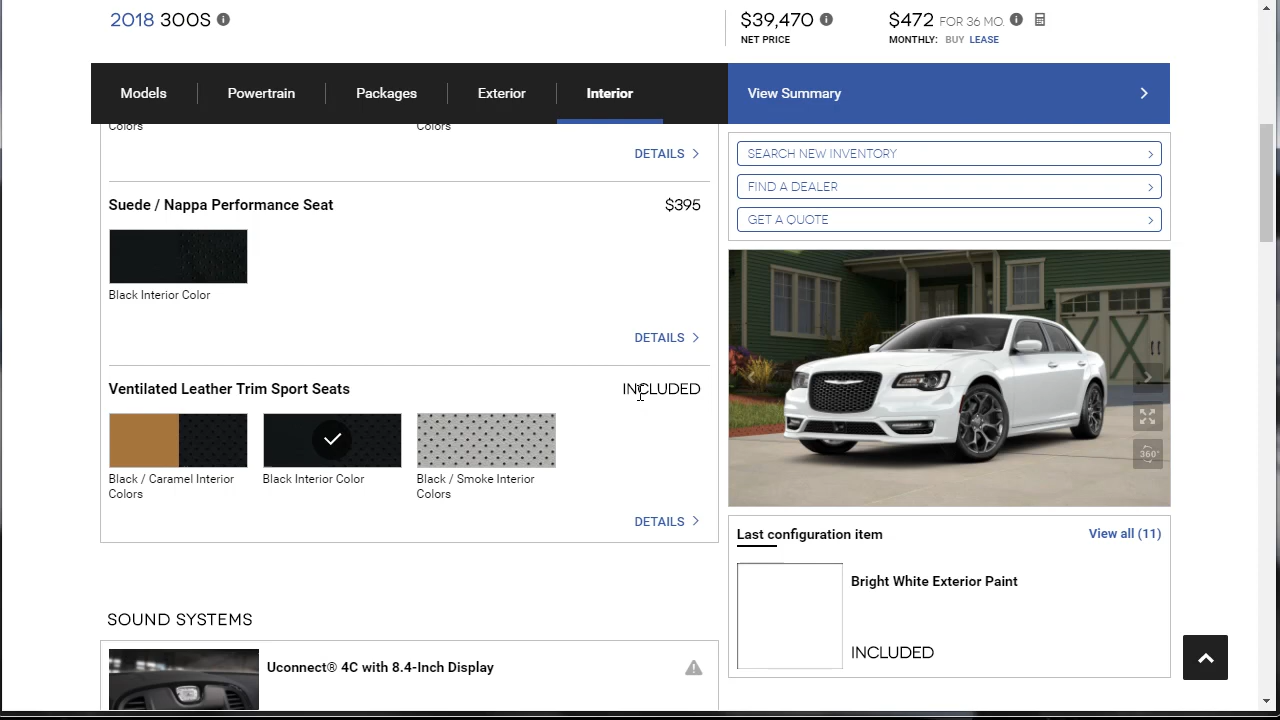 2018 300S
$39,470
NET PRICE
$472 FOR 36 MO.
MONTHLY: BUY LEASE
Models
Powertrain
Packages
Exterior
Interior
View Summary
Colors
Colors
DETAILS
Suede / Nappa Performance Seat
$395
Black Interior Color
DETAILS
Ventilated Leather Trim Sport Seats
INCLUDED
Black / Caramel Interior
Colors
Black Interior Color
Black / Smoke Interior
Colors
DETAILS
SOUND SYSTEMS
Uconnect® 4C with 8.4-Inch Display
SEARCH NEW INVENTORY
FIND A DEALER
GET A QUOTE
360°
Last configuration item
View all (11)
Bright White Exterior Paint
INCLUDED